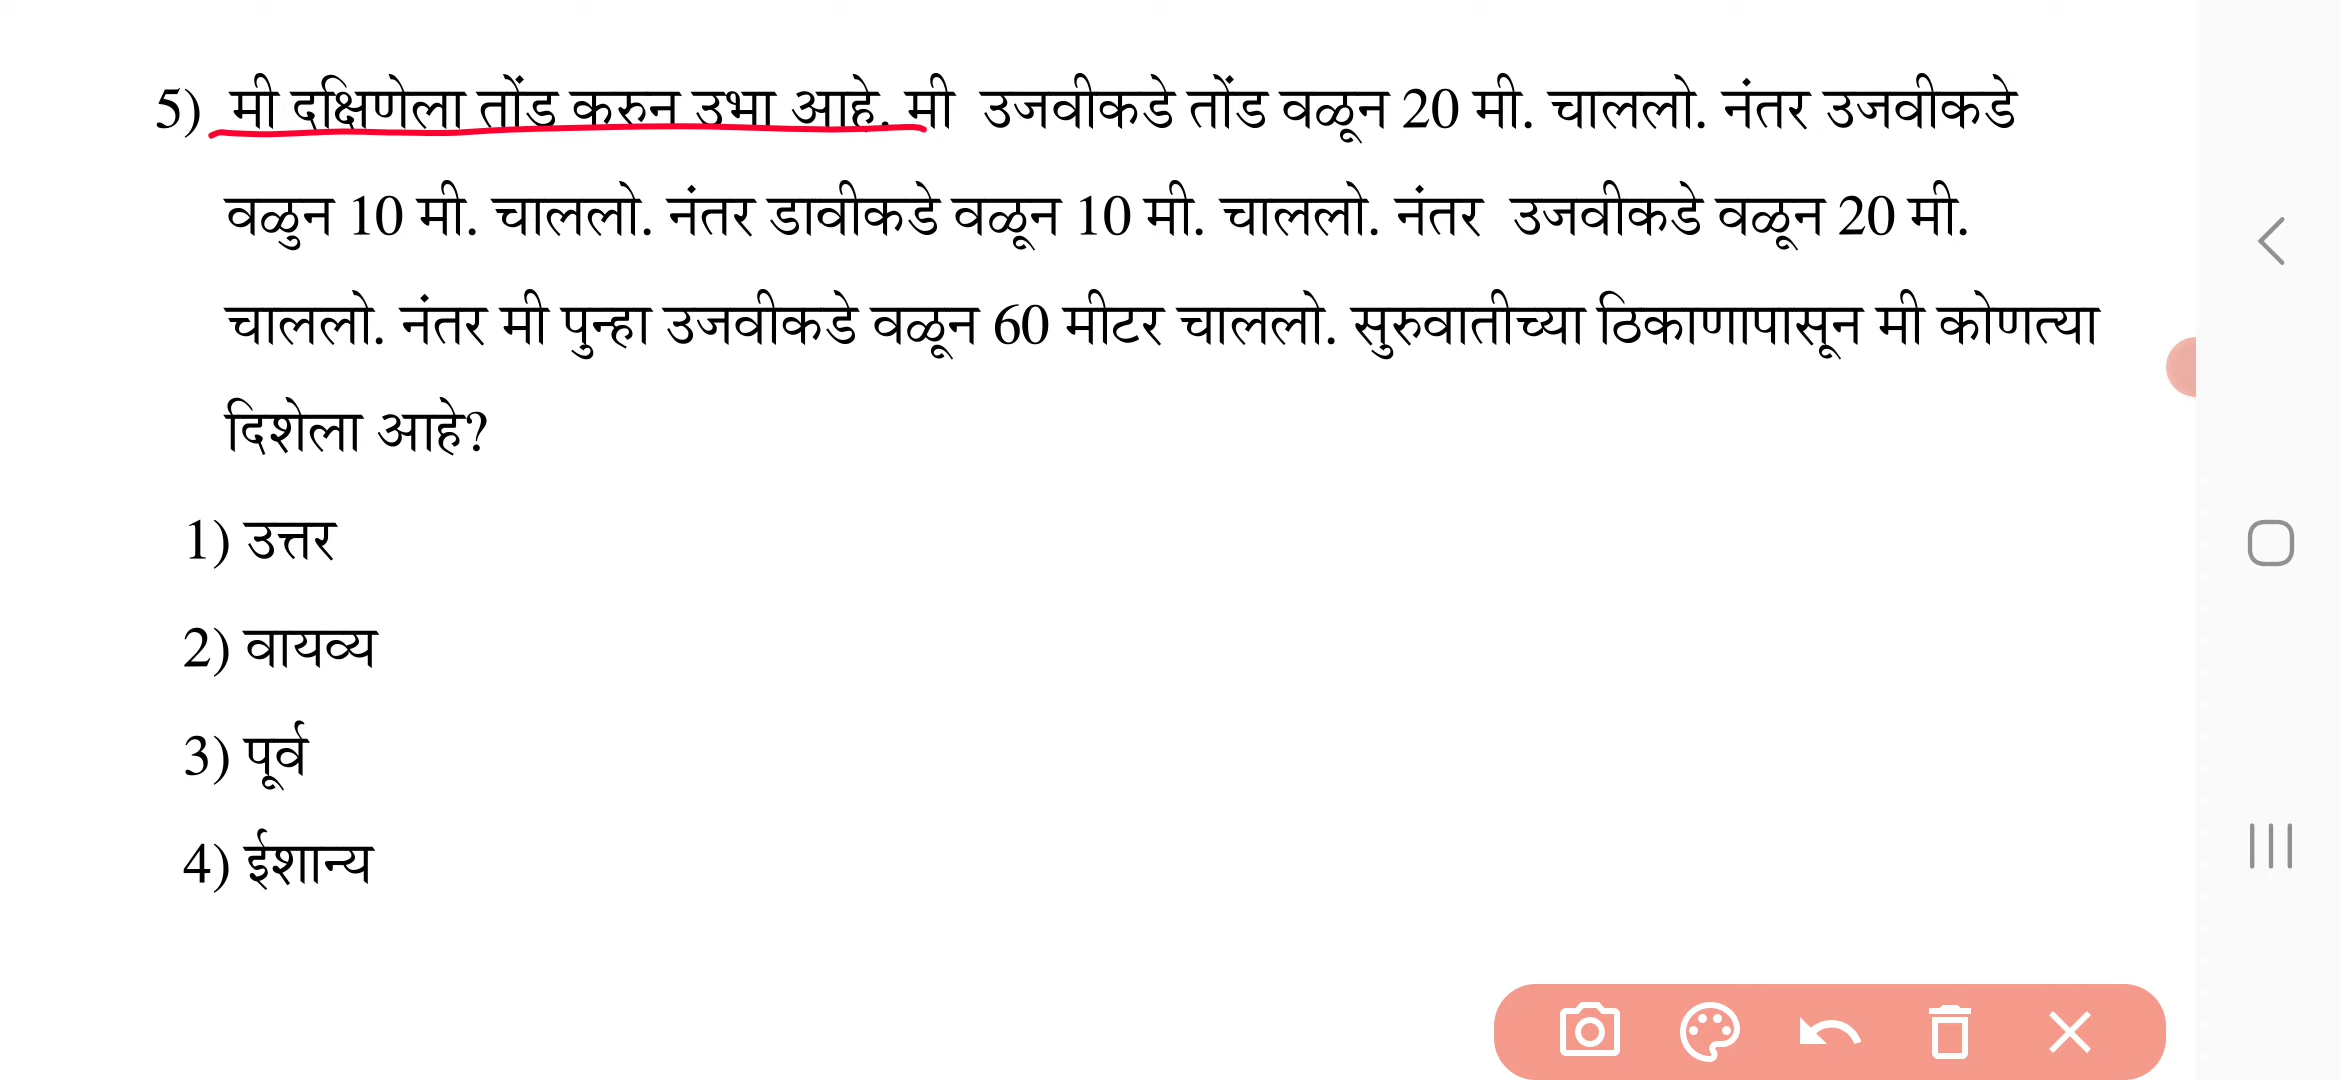 5) मी दक्षिणेला तोंड करुन उभा आहे. मी उजवीकडे तोंड वळून 20 मी. चाललो. नंतर उजवीकडे
वळुन 10 मी. चाललो. नंतर डावीकडे वळून 10 मी. चाललो. नंतर उजवीकडे वळून 20 मी.
चाललो. नंतर मी पुन्हा उजवीकडे वळून 60 मीटर चाललो. सुरुवातीच्या ठिकाणापासून मी कोणत्या
दिशेला आहे?
1) उत्तर
2) वायव्य
3) पूर्व
4) ईशान्य